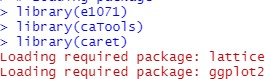 > library(e1071)
> library(caTools)
> library(caret)
Loading required package: lattice
Loading required package: ggplot2